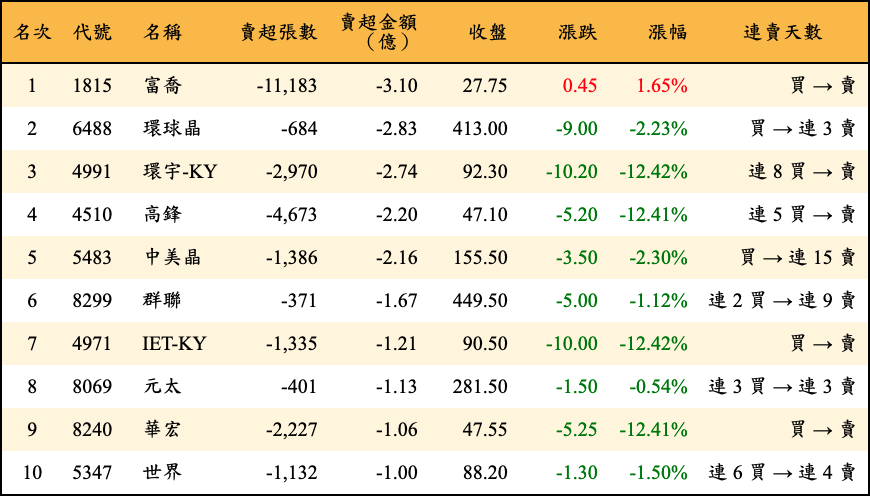 名次 代號 名稱 賣超張數 賣超金額（億） 收盤 漲跌 漲幅 連賣天數
1 1815 富喬 -11,183 -3.10 27.75 0.45 1.65% 買 → 賣
2 6488 環球晶 -684 -2.83 413.00 -9.00 -2.23% 買 → 連 3 賣
3 4991 環宇-KY -2,970 -2.74 92.30 -10.20 -12.42% 連 8 買 → 賣
4 4510 高鋒 -4,673 -2.20 47.10 -5.20 -12.41% 連 5 買 → 賣
5 5483 中美晶 -1,386 -2.16 155.50 -3.50 -2.30% 買 → 連 15 賣
6 8299 群聯 -371 -1.67 449.50 -5.00 -1.12% 連 2 買 → 連 9 賣
7 4971 IET-KY -1,335 -1.21 90.50 -10.00 -12.42% 買 → 賣
8 8069 元太 -401 -1.13 281.50 -1.50 -0.54% 連 3 買 → 連 3 賣
9 8240 華宏 -2,227 -1.06 47.55 -5.25 -12.41% 買 → 賣
10 5347 世界 -1,132 -1.00 88.20 -1.30 -1.50% 連 6 買 → 連 4 賣